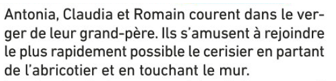 Antonia, Claudia et Romain courent dans le ver-
ger de leur grand-père. Ils s'amusent à rejoindre
le plus rapidement possible le cerisier en partant
de l'abricotier et en touchant le mur.